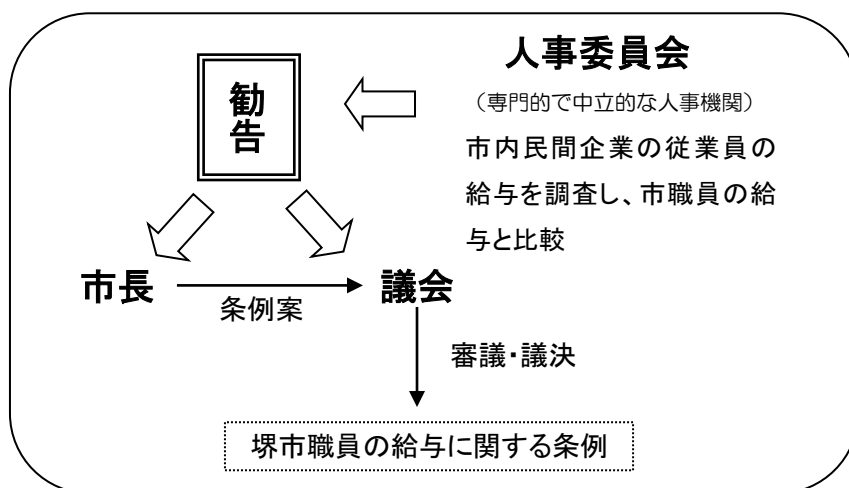 人事委員会
（専門的で中立的な人事機関）
市内民間企業の従業員の
給与を調査し、市職員の給
与と比較
勧告
市長
条例案
議会
審議・議決
堺市職員の給与に関する条例